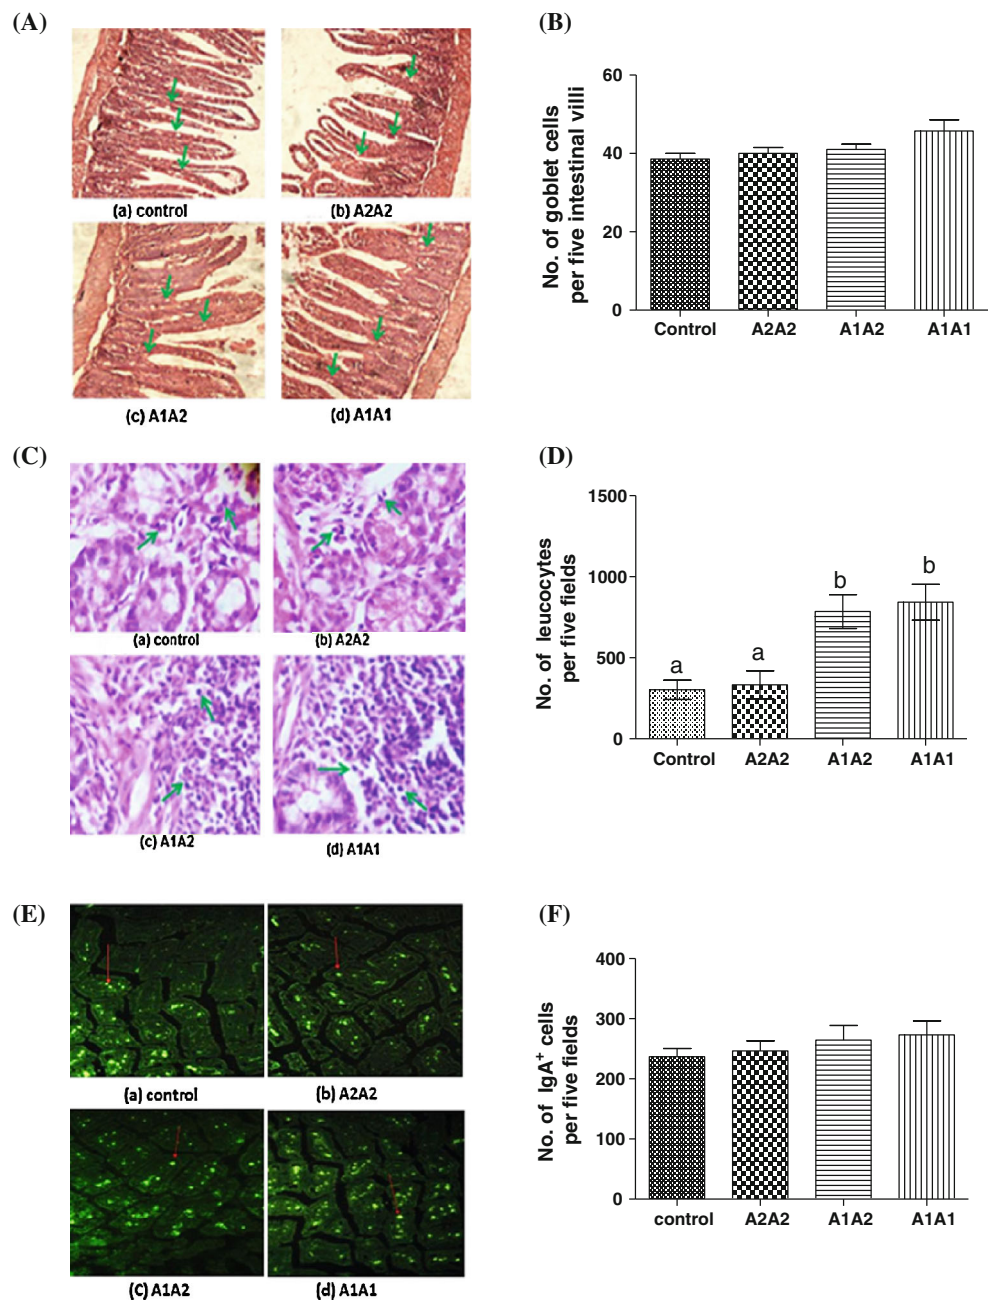 (A)
(a) control
(b) A2A2
(c) A1A2
(d) A1A1
(B)
No. of goblet cells
per five intestinal villi
60
40
20
0
Control A2A2 A1A2 A1A1
(C)
(a) control
(b) A2A2
(c) A1A2
(d) A1A1
(D)
No. of leucocytes
per five fields
1500
1000
500
0
a a b b
Control A2A2 A1A2 A1A1
(E)
(a) control
(b) A2A2
(C) A1A2
(d) A1A1
(F)
No. of IgA⁺ cells
per five fields
400
300
200
100
0
control A2A2 A1A2 A1A1